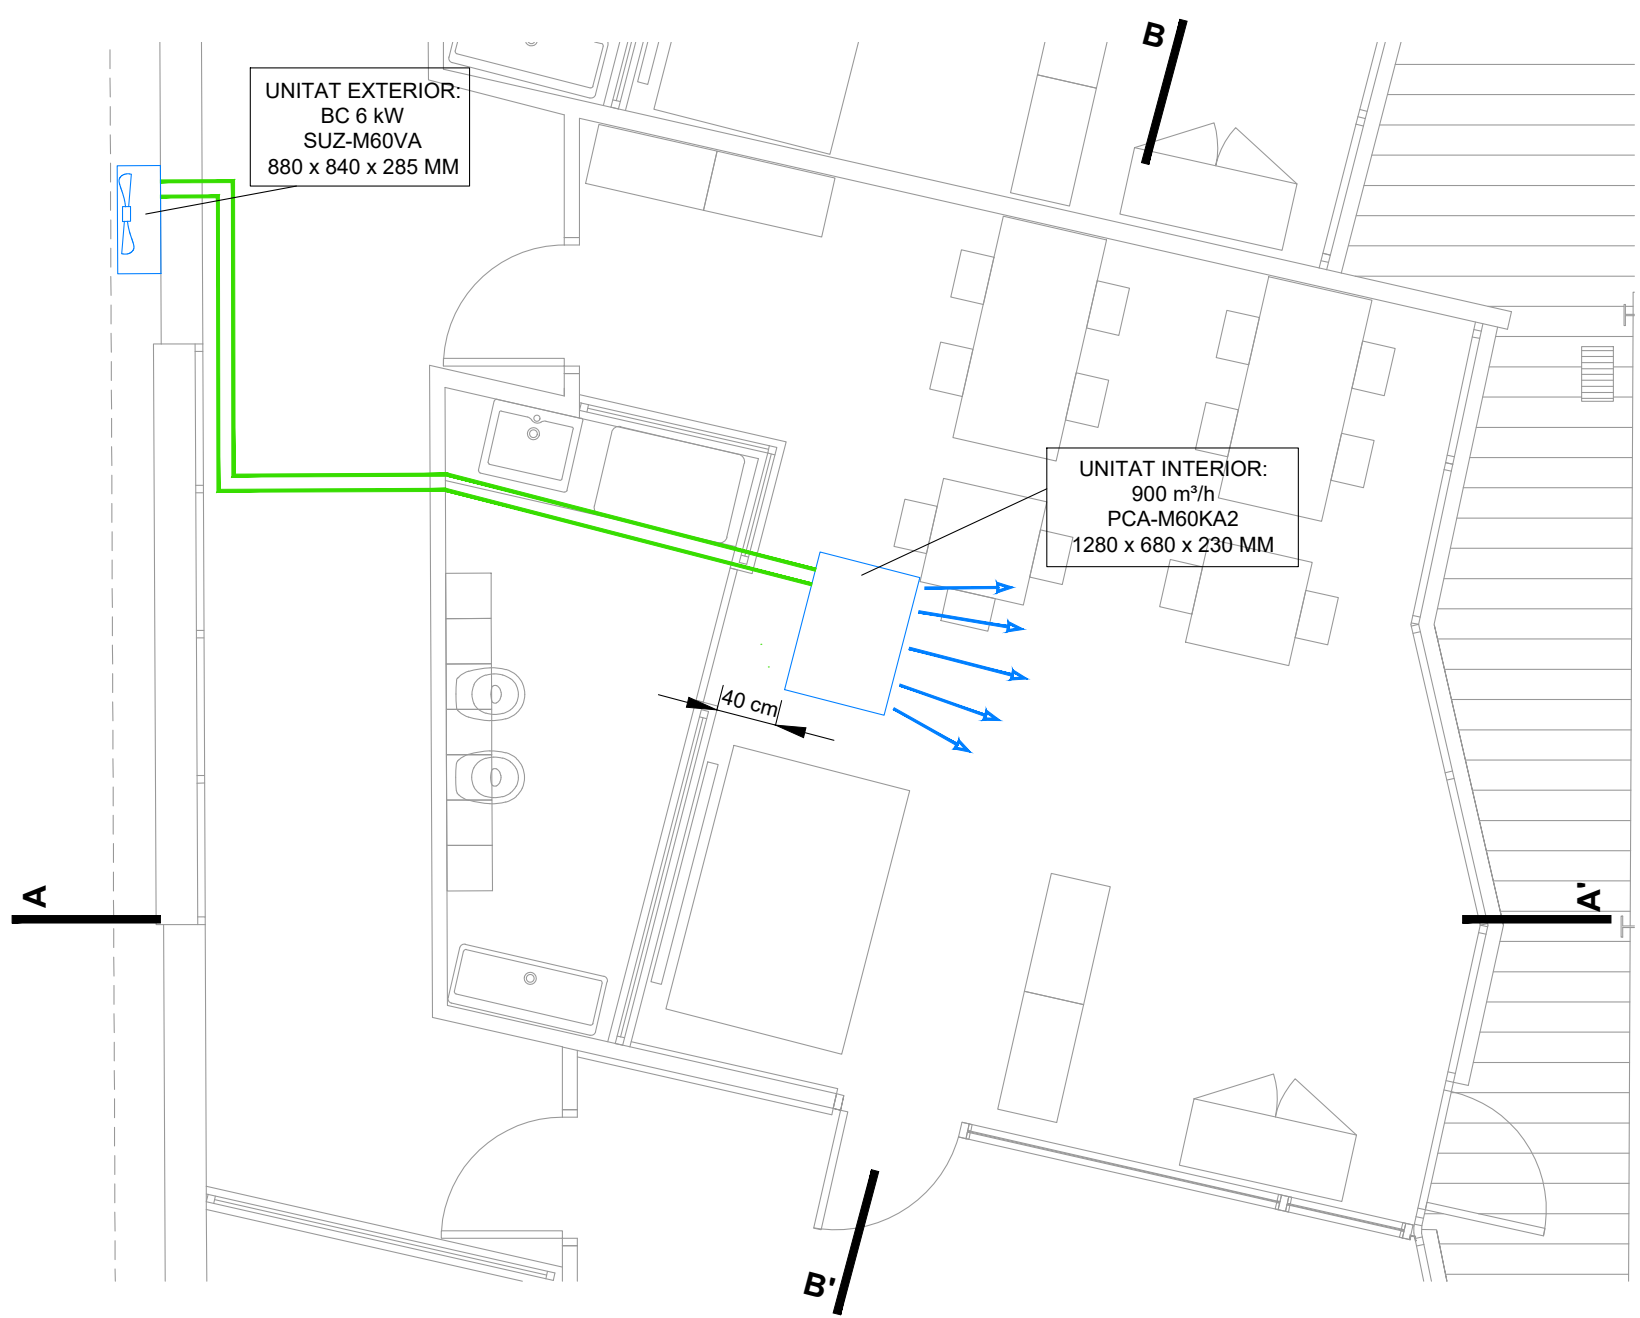 B
UNITAT EXTERIOR:
BC 6 kW
SUZ-M60VA
880 x 840 x 285 MM
UNITAT INTERIOR:
900 m³/h
PCA-M60KA2
1280 x 680 x 230 MM
40 cm
A
A'
B'